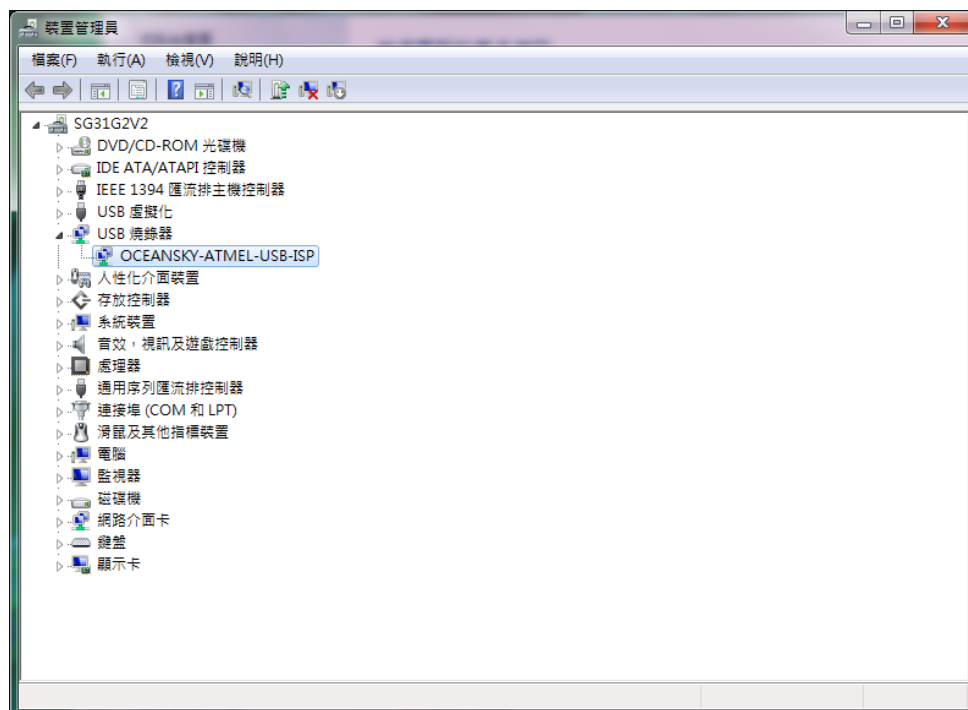 裝置管理員
檔案(F) 執行(A) 檢視(V) 說明(H)
SG31G2V2
DVD/CD-ROM 光碟機
IDE ATA/ATAPI 控制器
IEEE 1394 匯流排主機控制器
USB 虛擬化
USB 燒錄器
OCEANSKY-ATMEL-USB-ISP
人性化介面裝置
存放控制器
系統裝置
音效，視訊及遊戲控制器
處理器
通用序列匯流排控制器
連接埠 (COM 和 LPT)
滑鼠及其他指標裝置
電腦
監視器
磁碟機
網路介面卡
鍵盤
顯示卡